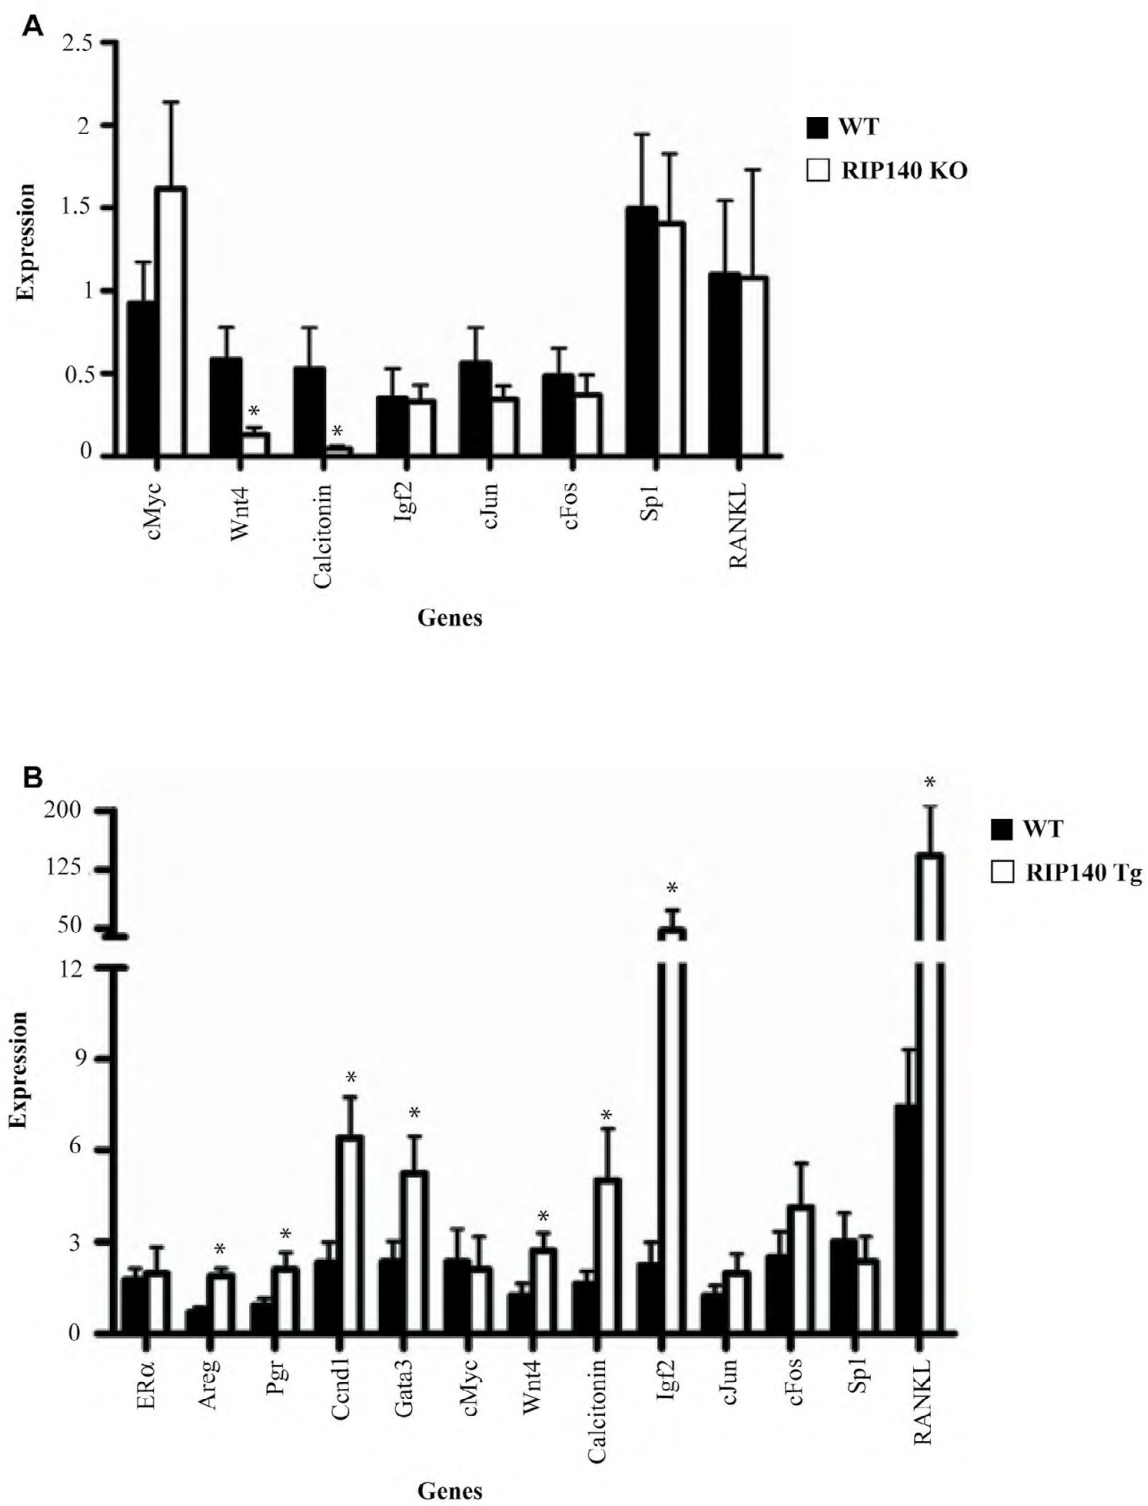 A
2.5
2
1.5
1
0.5
0
Expression
WT
RIP140 KO
*
*
cMyc
Wnt4
Calcitonin
Igf2
cJun
cFos
Sp1
RANKL
Genes
B
200
125
50
12
9
6
3
0
Expression
WT
RIP140 Tg
*
*
*
*
*
*
*
*
ERα
Areg
Pgr
Ccnd1
Gata3
cMyc
Wnt4
Calcitonin
Igf2
cJun
cFos
Sp1
RANKL
Genes